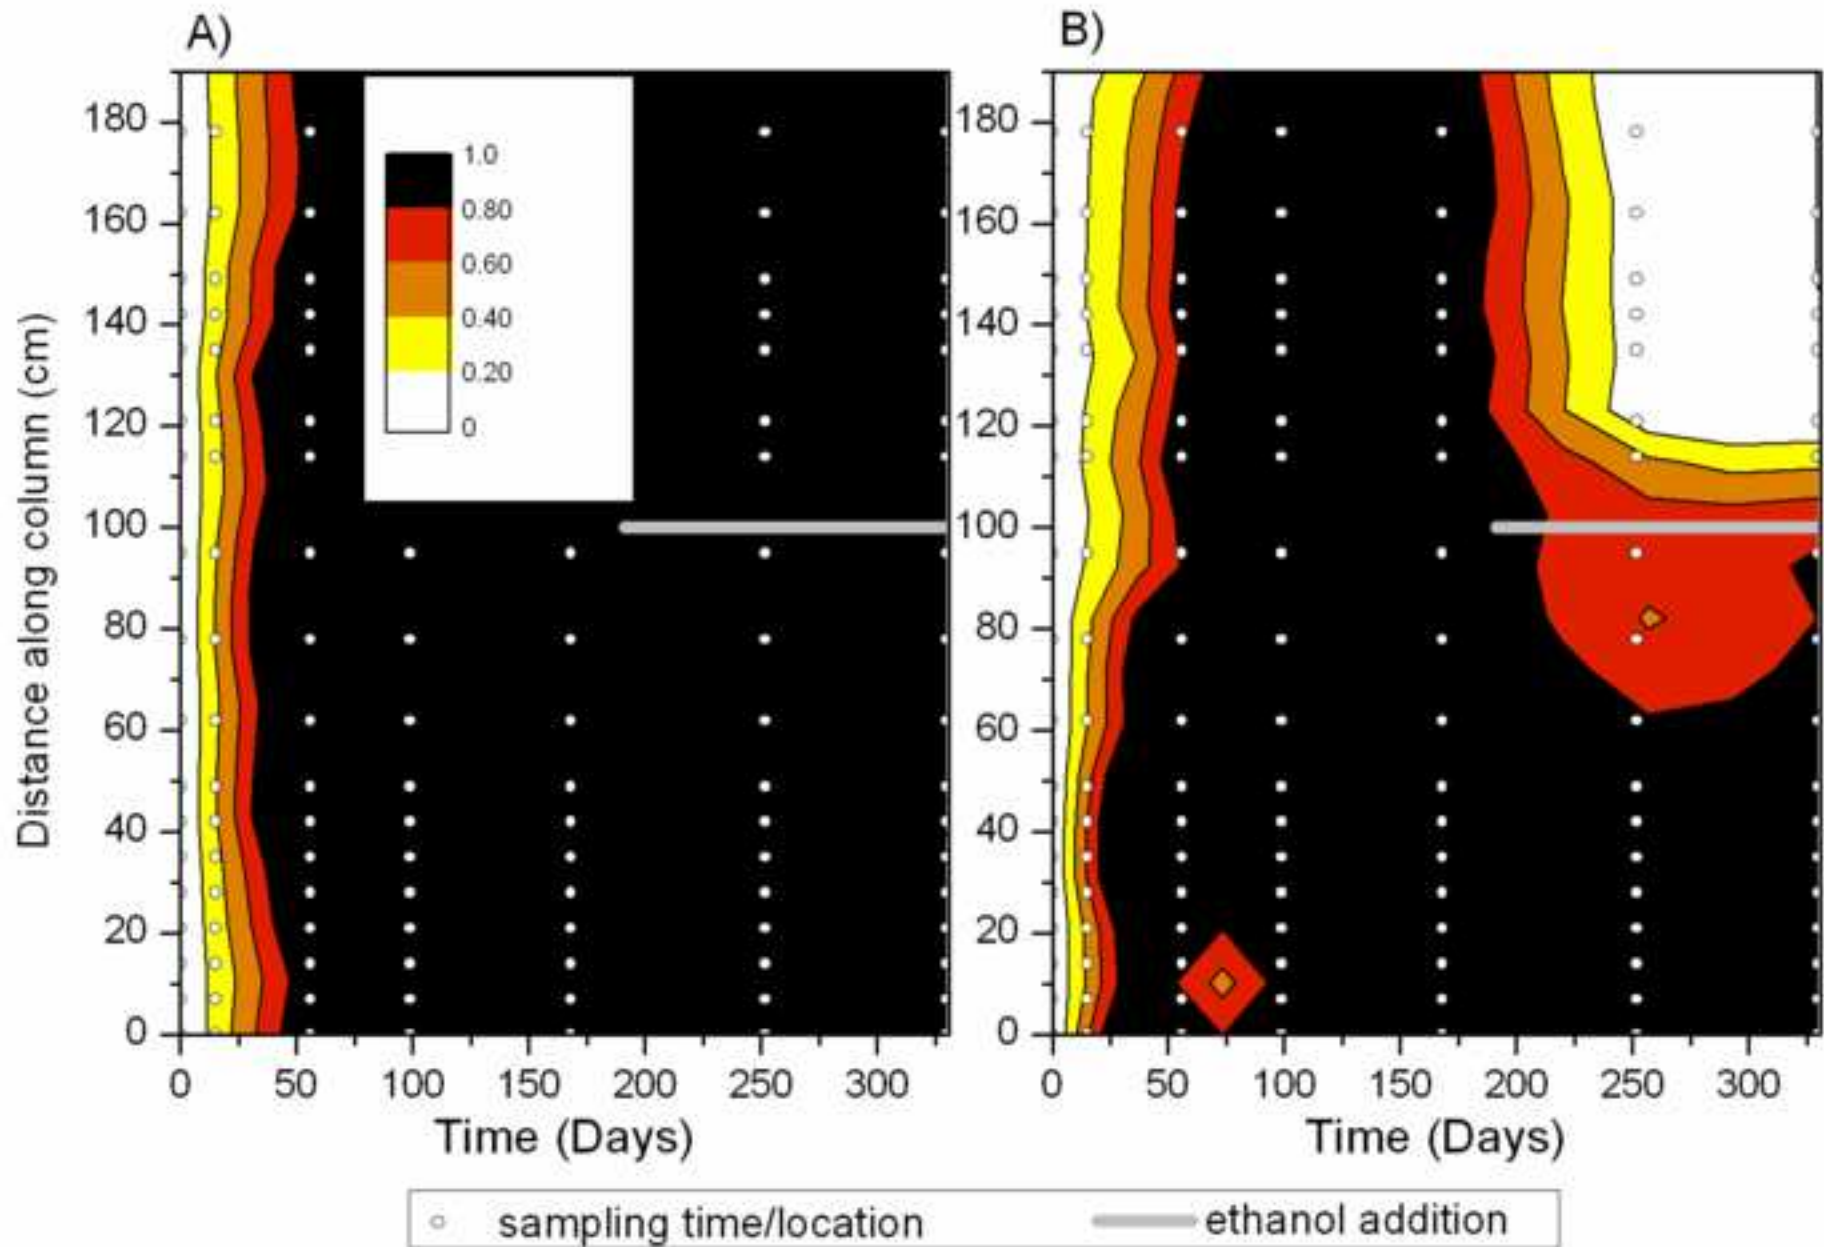 A)
B)
Distance along column (cm)
180
160
140
120
100
80
60
40
20
0
1.0
0.80
0.60
0.40
0.20
0
180
160
140
120
100
80
60
40
20
0
0 50 100 150 200 250 300
0 50 100 150 200 250 300
Time (Days)
Time (Days)
sampling time/location
ethanol addition